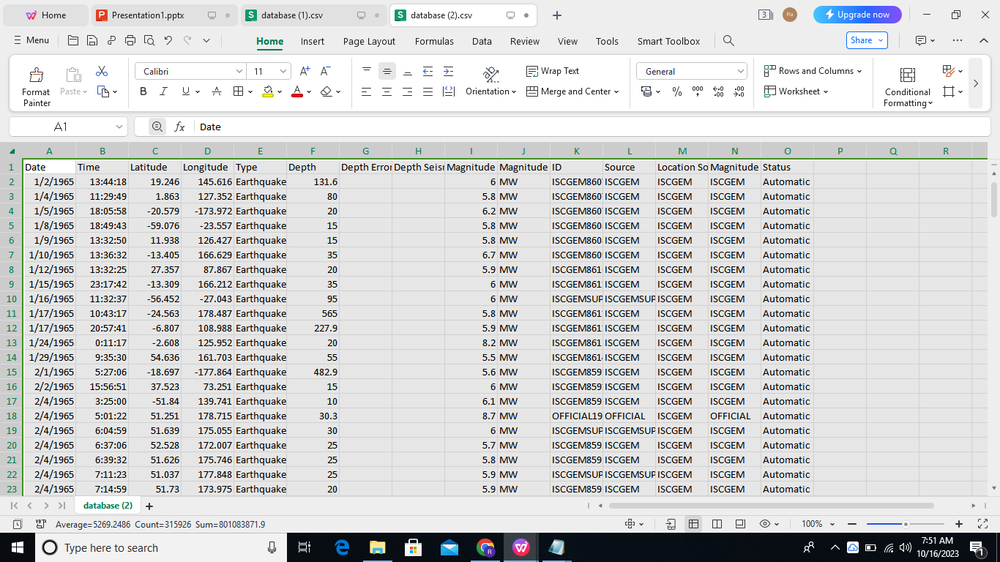 Home Presentation1.pptx database (1).csv database (2).csv + 3 Ra Upgrade now
Menu Home Insert Page Layout Formulas Data Review View Tools Smart Toolbox Share
Format Painter Paste Calibri 11 A+ A− Wrap Text General Rows and Columns
B I U A A Orientation Merge and Center % Worksheet Conditional Formatting
A1 fx Date
A B C D E F G H I J K L M N O P Q R
1 Date Time Latitude Longitude Type Depth Depth Error Depth Seisn Magnitude Magnitude ID Source Location So Magnitude Status
2 1/2/1965 13:44:18 19.246 145.616 Earthquake 131.6 6 MW ISCGEM860 ISCGEM ISCGEM ISCGEM Automatic
3 1/4/1965 11:29:49 1.863 127.352 Earthquake 80 5.8 MW ISCGEM860 ISCGEM ISCGEM ISCGEM Automatic
4 1/5/1965 18:05:58 -20.579 -173.972 Earthquake 20 6.2 MW ISCGEM860 ISCGEM ISCGEM ISCGEM Automatic
5 1/8/1965 18:49:43 -59.076 -23.557 Earthquake 15 5.8 MW ISCGEM860 ISCGEM ISCGEM ISCGEM Automatic
6 1/9/1965 13:32:50 11.938 126.427 Earthquake 15 5.8 MW ISCGEM860 ISCGEM ISCGEM ISCGEM Automatic
7 1/10/1965 13:36:32 -13.405 166.629 Earthquake 35 6.7 MW ISCGEM860 ISCGEM ISCGEM ISCGEM Automatic
8 1/12/1965 13:32:25 27.357 87.867 Earthquake 20 5.9 MW ISCGEM861 ISCGEM ISCGEM ISCGEM Automatic
9 1/15/1965 23:17:42 -13.309 166.212 Earthquake 35 6 MW ISCGEM861 ISCGEM ISCGEM ISCGEM Automatic
10 1/16/1965 11:32:37 -56.452 -27.043 Earthquake 95 6 MW ISCGEMSUP ISCGEMSUP ISCGEM ISCGEM Automatic
11 1/17/1965 10:43:17 -24.563 178.487 Earthquake 565 5.8 MW ISCGEM861 ISCGEM ISCGEM ISCGEM Automatic
12 1/17/1965 20:57:41 -6.807 108.988 Earthquake 227.9 5.9 MW ISCGEM861 ISCGEM ISCGEM ISCGEM Automatic
13 1/24/1965 0:11:17 -2.608 125.952 Earthquake 20 8.2 MW ISCGEM861 ISCGEM ISCGEM ISCGEM Automatic
14 1/29/1965 9:35:30 54.636 161.703 Earthquake 55 5.5 MW ISCGEM861 ISCGEM ISCGEM ISCGEM Automatic
15 2/1/1965 5:27:06 -18.697 -177.864 Earthquake 482.9 5.6 MW ISCGEM859 ISCGEM ISCGEM ISCGEM Automatic
16 2/2/1965 15:56:51 37.523 73.251 Earthquake 15 6 MW ISCGEM859 ISCGEM ISCGEM ISCGEM Automatic
17 2/4/1965 3:25:00 -51.84 139.741 Earthquake 10 6.1 MW ISCGEM859 ISCGEM ISCGEM ISCGEM Automatic
18 2/4/1965 5:01:22 51.251 178.715 Earthquake 30.3 8.7 MW OFFICIAL19 OFFICIAL ISCGEM OFFICIAL Automatic
19 2/4/1965 6:04:59 51.639 175.055 Earthquake 30 6 MW ISCGEMSUP ISCGEMSUP ISCGEM ISCGEM Automatic
20 2/4/1965 6:37:06 52.528 172.007 Earthquake 25 5.7 MW ISCGEM859 ISCGEM ISCGEM ISCGEM Automatic
21 2/4/1965 6:39:32 51.626 175.746 Earthquake 25 5.8 MW ISCGEM859 ISCGEM ISCGEM ISCGEM Automatic
22 2/4/1965 7:11:23 51.037 177.848 Earthquake 25 5.9 MW ISCGEMSUP ISCGEMSUP ISCGEM ISCGEM Automatic
23 2/4/1965 7:14:59 51.73 173.975 Earthquake 20 5.9 MW ISCGEM859 ISCGEM ISCGEM ISCGEM Automatic
database (2) +
Average=5269.2486 Count=315926 Sum=801083871.9 100%
Type here to search 7:51 AM
10/16/2023 1